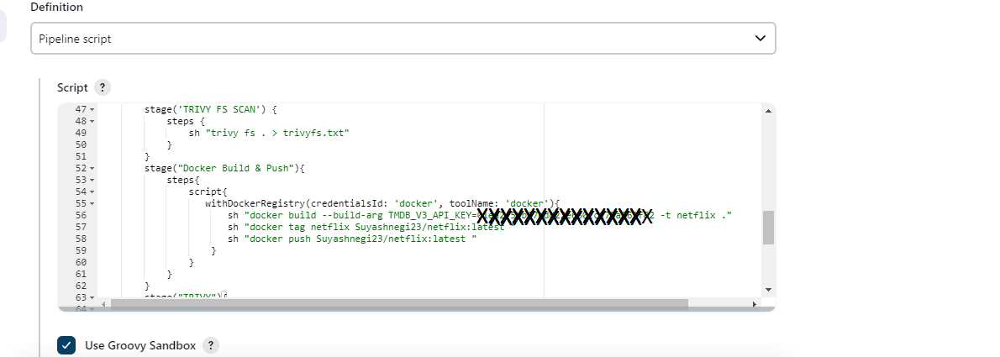 Definition
Pipeline script
Script ?
47 stage('TRIVY FS SCAN') {
48 steps {
49 sh "trivy fs . > trivyfs.txt"
50 }
51 }
52 stage("Docker Build & Push"){
53 steps{
54 script{
55 withDockerRegistry(credentialsId: 'docker', toolName: 'docker'){
56 sh "docker build --build-arg TMDB_V3_API_KEY= -t netflix ."
57 sh "docker tag netflix Suyashnegi23/netflix:latest
58 sh "docker push Suyashnegi23/netflix:latest "
59 }
60 }
61 }
62 }
63 stage("TRIVY"){
64
Use Groovy Sandbox ?